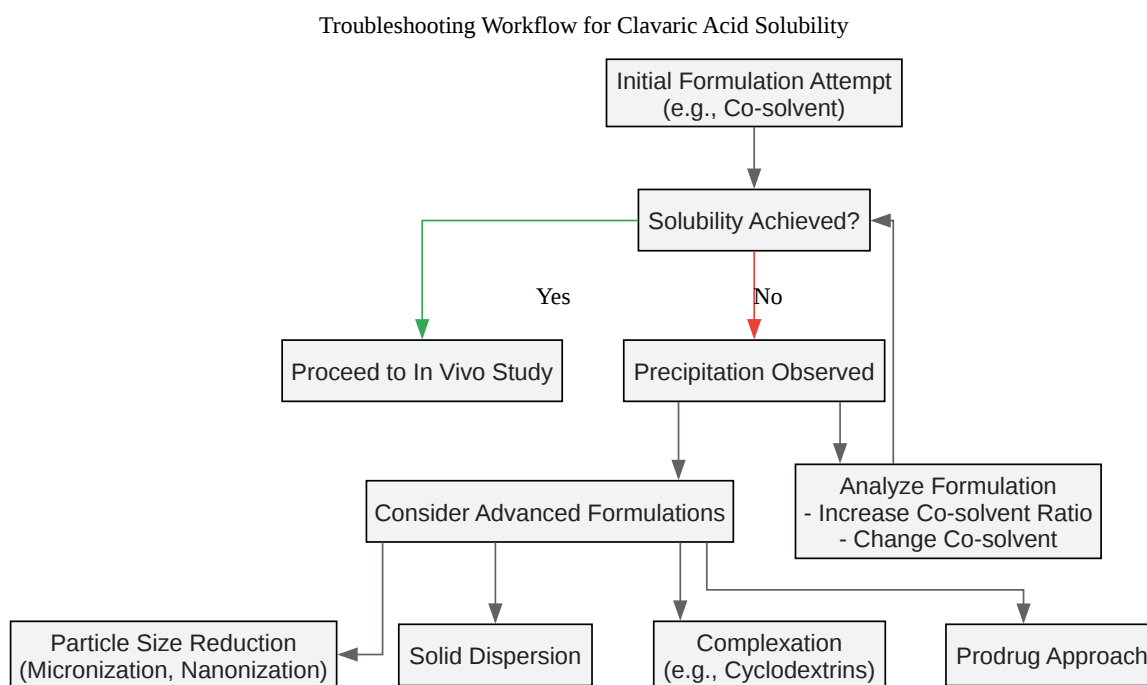 Troubleshooting Workflow for Clavaric Acid Solubility
Initial Formulation Attempt
(e.g., Co-solvent)
Solubility Achieved?
Yes
No
Proceed to In Vivo Study
Precipitation Observed
Consider Advanced Formulations
Analyze Formulation
- Increase Co-solvent Ratio
- Change Co-solvent
Particle Size Reduction
(Micronization, Nanonization)
Solid Dispersion
Complexation
(e.g., Cyclodextrins)
Prodrug Approach